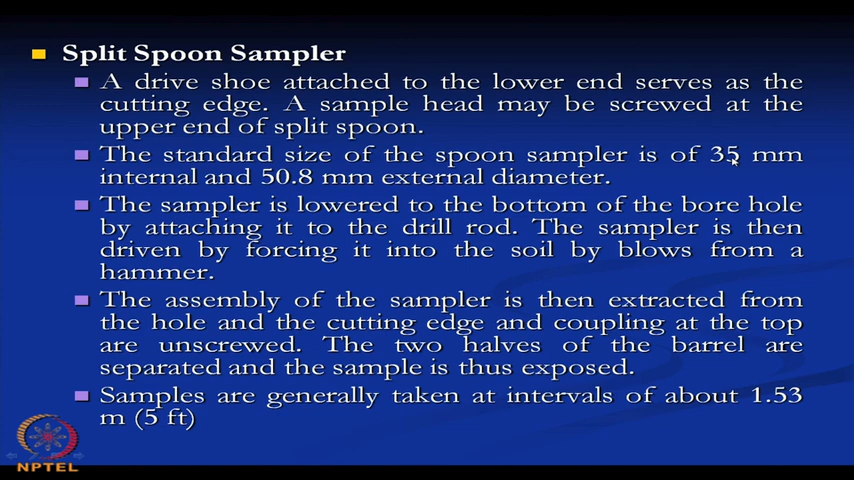 Split Spoon Sampler
A drive shoe attached to the lower end serves as the
cutting edge. A sample head may be screwed at the
upper end of split spoon.
The standard size of the spoon sampler is of 35 mm
internal and 50.8 mm external diameter.
The sampler is lowered to the bottom of the bore hole
by attaching it to the drill rod. The sampler is then
driven by forcing it into the soil by blows from a
hammer.
The assembly of the sampler is then extracted from
the hole and the cutting edge and coupling at the top
are unscrewed. The two halves of the barrel are
separated and the sample is thus exposed.
Samples are generally taken at intervals of about 1.53
m (5 ft)
NPTEL